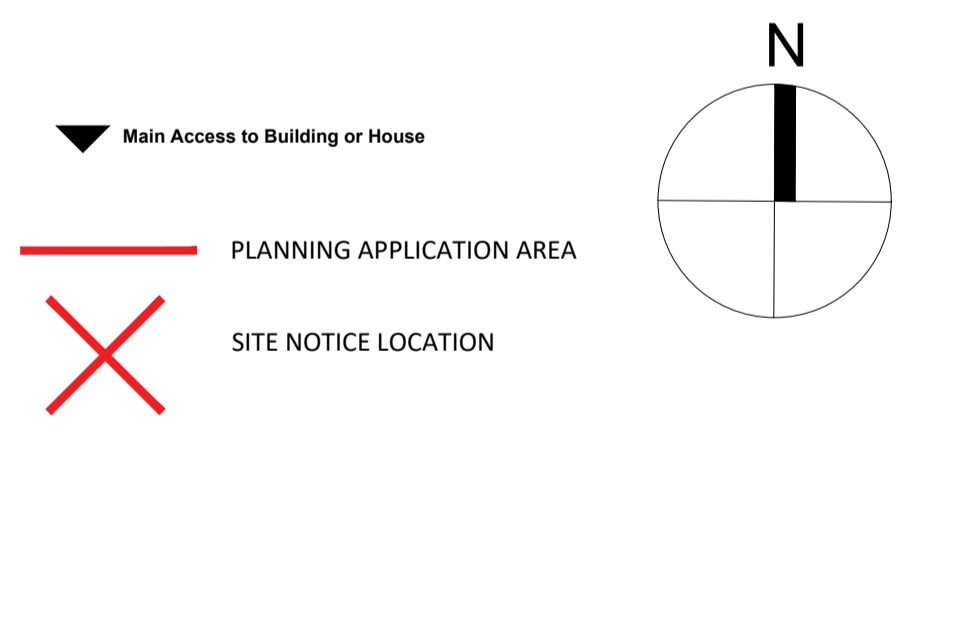 N
Main Access to Building or House
PLANNING APPLICATION AREA
SITE NOTICE LOCATION